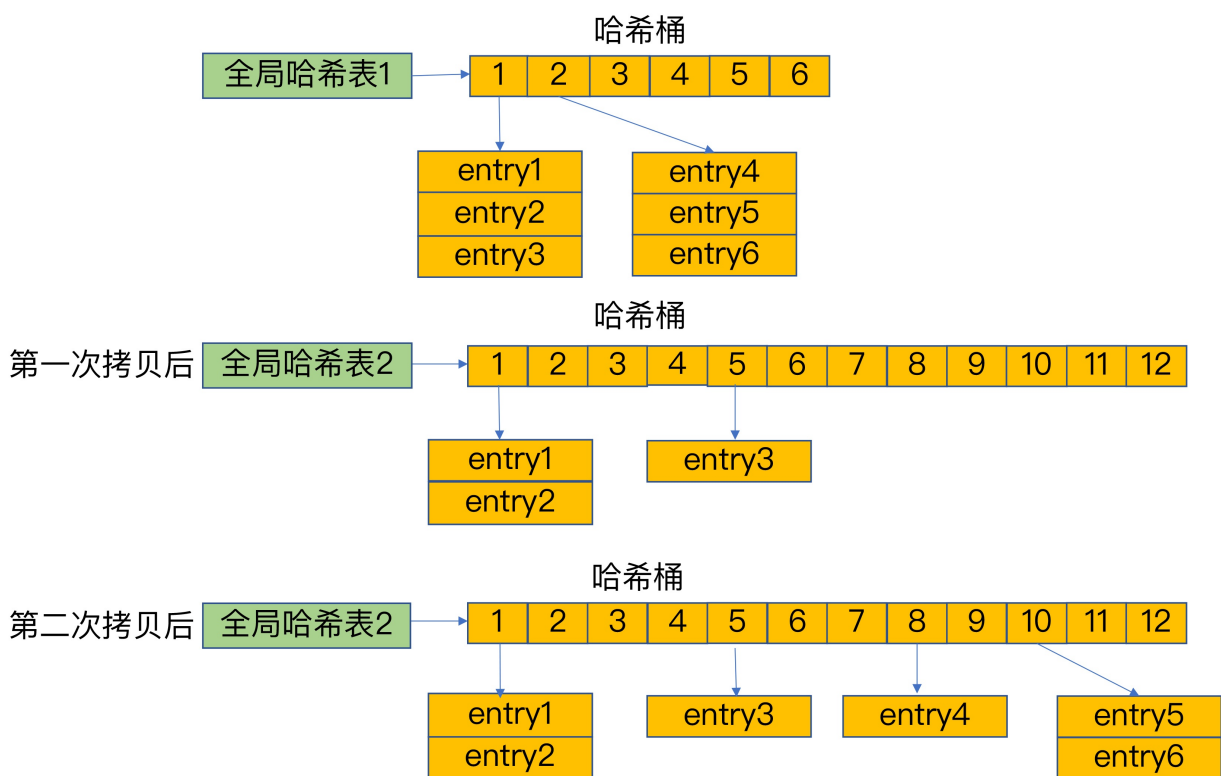 哈希桶
全局哈希表1 1 2 3 4 5 6
entry1 entry4
entry2 entry5
entry3 entry6
哈希桶
第一次拷贝后 全局哈希表2 1 2 3 4 5 6 7 8 9 10 11 12
entry1 entry3
entry2
哈希桶
第二次拷贝后 全局哈希表2 1 2 3 4 5 6 7 8 9 10 11 12
entry1 entry3 entry4 entry5
entry2 entry6